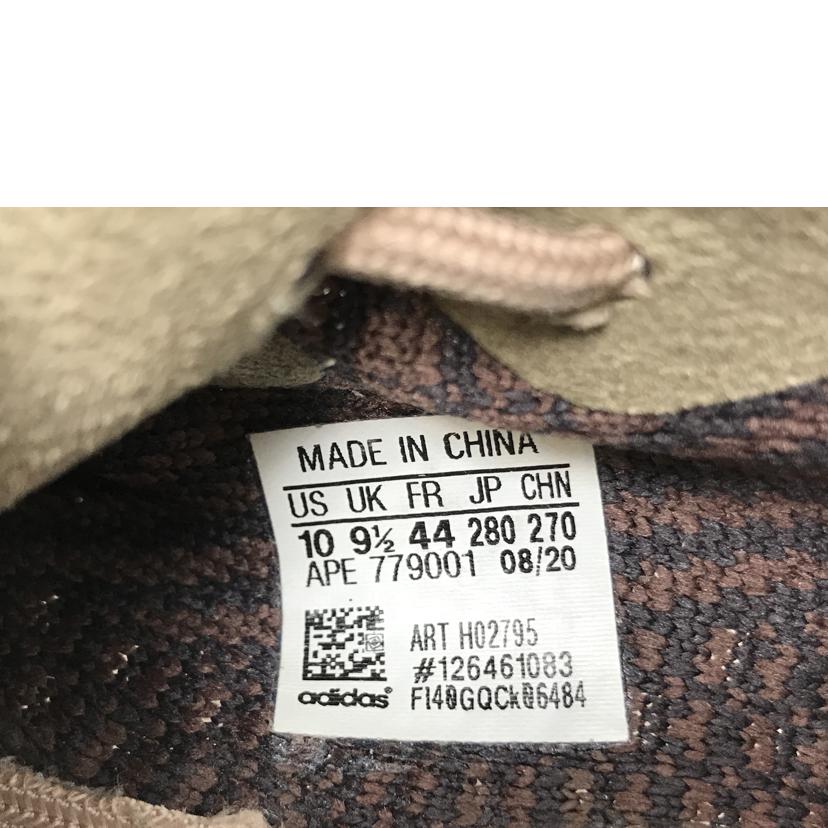 MADE IN CHINA
US UK FR JP CHN
10 9½ 44 280 270
APE 779001 08/20
ART H02795
#126461083
adidas®